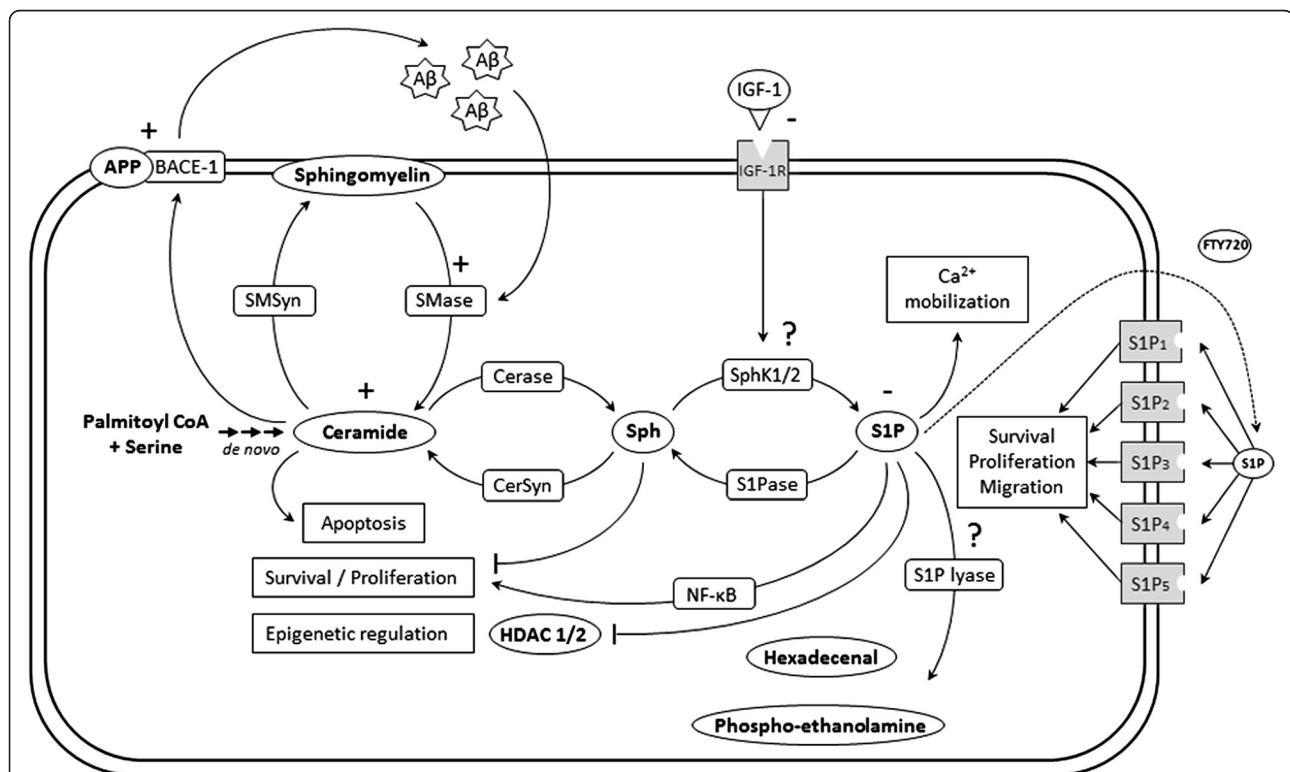 Aβ
Aβ
Aβ
IGF-1
-
+
APP
BACE-1
Sphingomyelin
IGF-1R
FTY720
+
SMSyn
SMase
Ca²⁺
mobilization
?
S1P₁
Cerase
SphK1/2
+
-
S1P₂
Palmitoyl CoA
+ Serine
de novo
Ceramide
Sph
S1P
Survival
Proliferation
Migration
S1P₃
S1P
CerSyn
S1Pase
Apoptosis
S1P₄
?
Survival / Proliferation
NF-κB
S1P lyase
S1P₅
Epigenetic regulation
HDAC 1/2
Hexadecenal
Phospho-ethanolamine